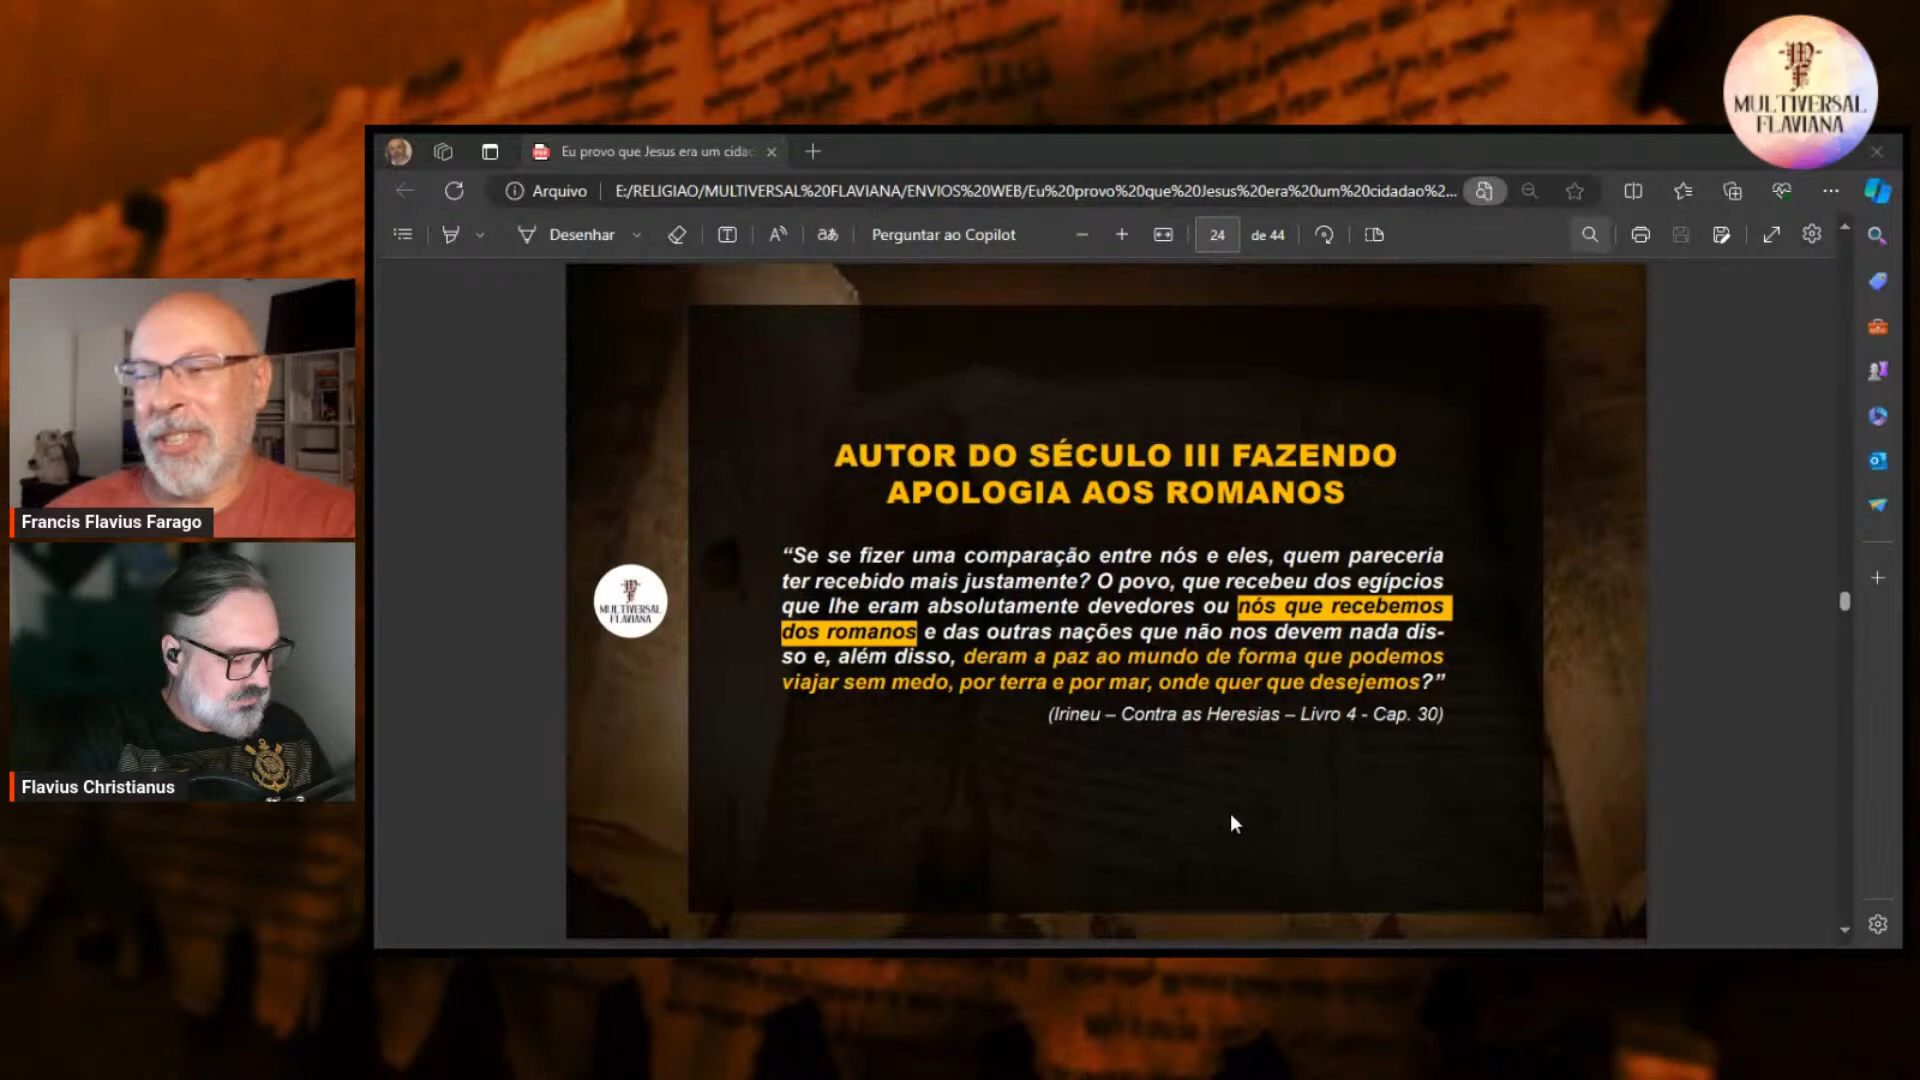 MULTIVERSAL
FLAVIANA
Eu provo que Jesus era um cidac
Arquivo
E:/RELIGIAO/MULTIVERSAL%20FLAVIANA/ENVIOS%20WEB/Eu%20provo%20que%20Jesus%20era%20um%20cidadao%2...
Desenhar
Perguntar ao Copilot
24 de 44
AUTOR DO SÉCULO III FAZENDO
APOLOGIA AOS ROMANOS
“Se se fizer uma comparação entre nós e eles, quem pareceria
ter recebido mais justamente? O povo, que recebeu dos egípcios
que lhe eram absolutamente devedores ou nós que recebemos
dos romanos e das outras nações que não nos devem nada dis-
so e, além disso, deram a paz ao mundo de forma que podemos
viajar sem medo, por terra e por mar, onde quer que desejemos?”
(Irineu – Contra as Heresias – Livro 4 - Cap. 30)
MULTIVERSAL
FLAVIANA
Francis Flavius Farago
Flavius Christianus